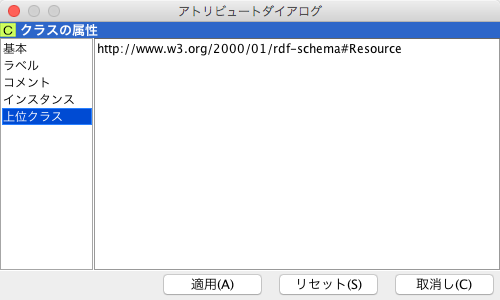 アトリビュートダイアログ
C クラスの属性
基本
ラベル
コメント
インスタンス
上位クラス
http://www.w3.org/2000/01/rdf-schema#Resource
適用(A)
リセット(S)
取消し(C)